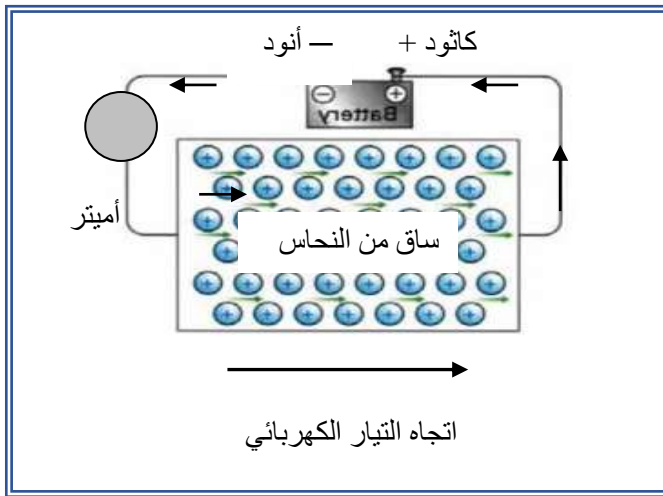 كاثود + — أنود
Battery
أميتر
ساق من النحاس
اتجاه التيار الكهربائي